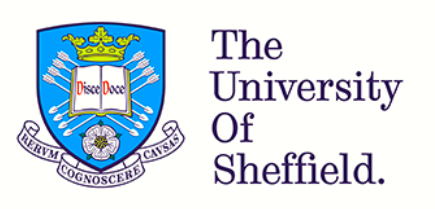 Disce Doce
RERVM COGNOSCERE CAVSAS
The
University
Of
Sheffield.